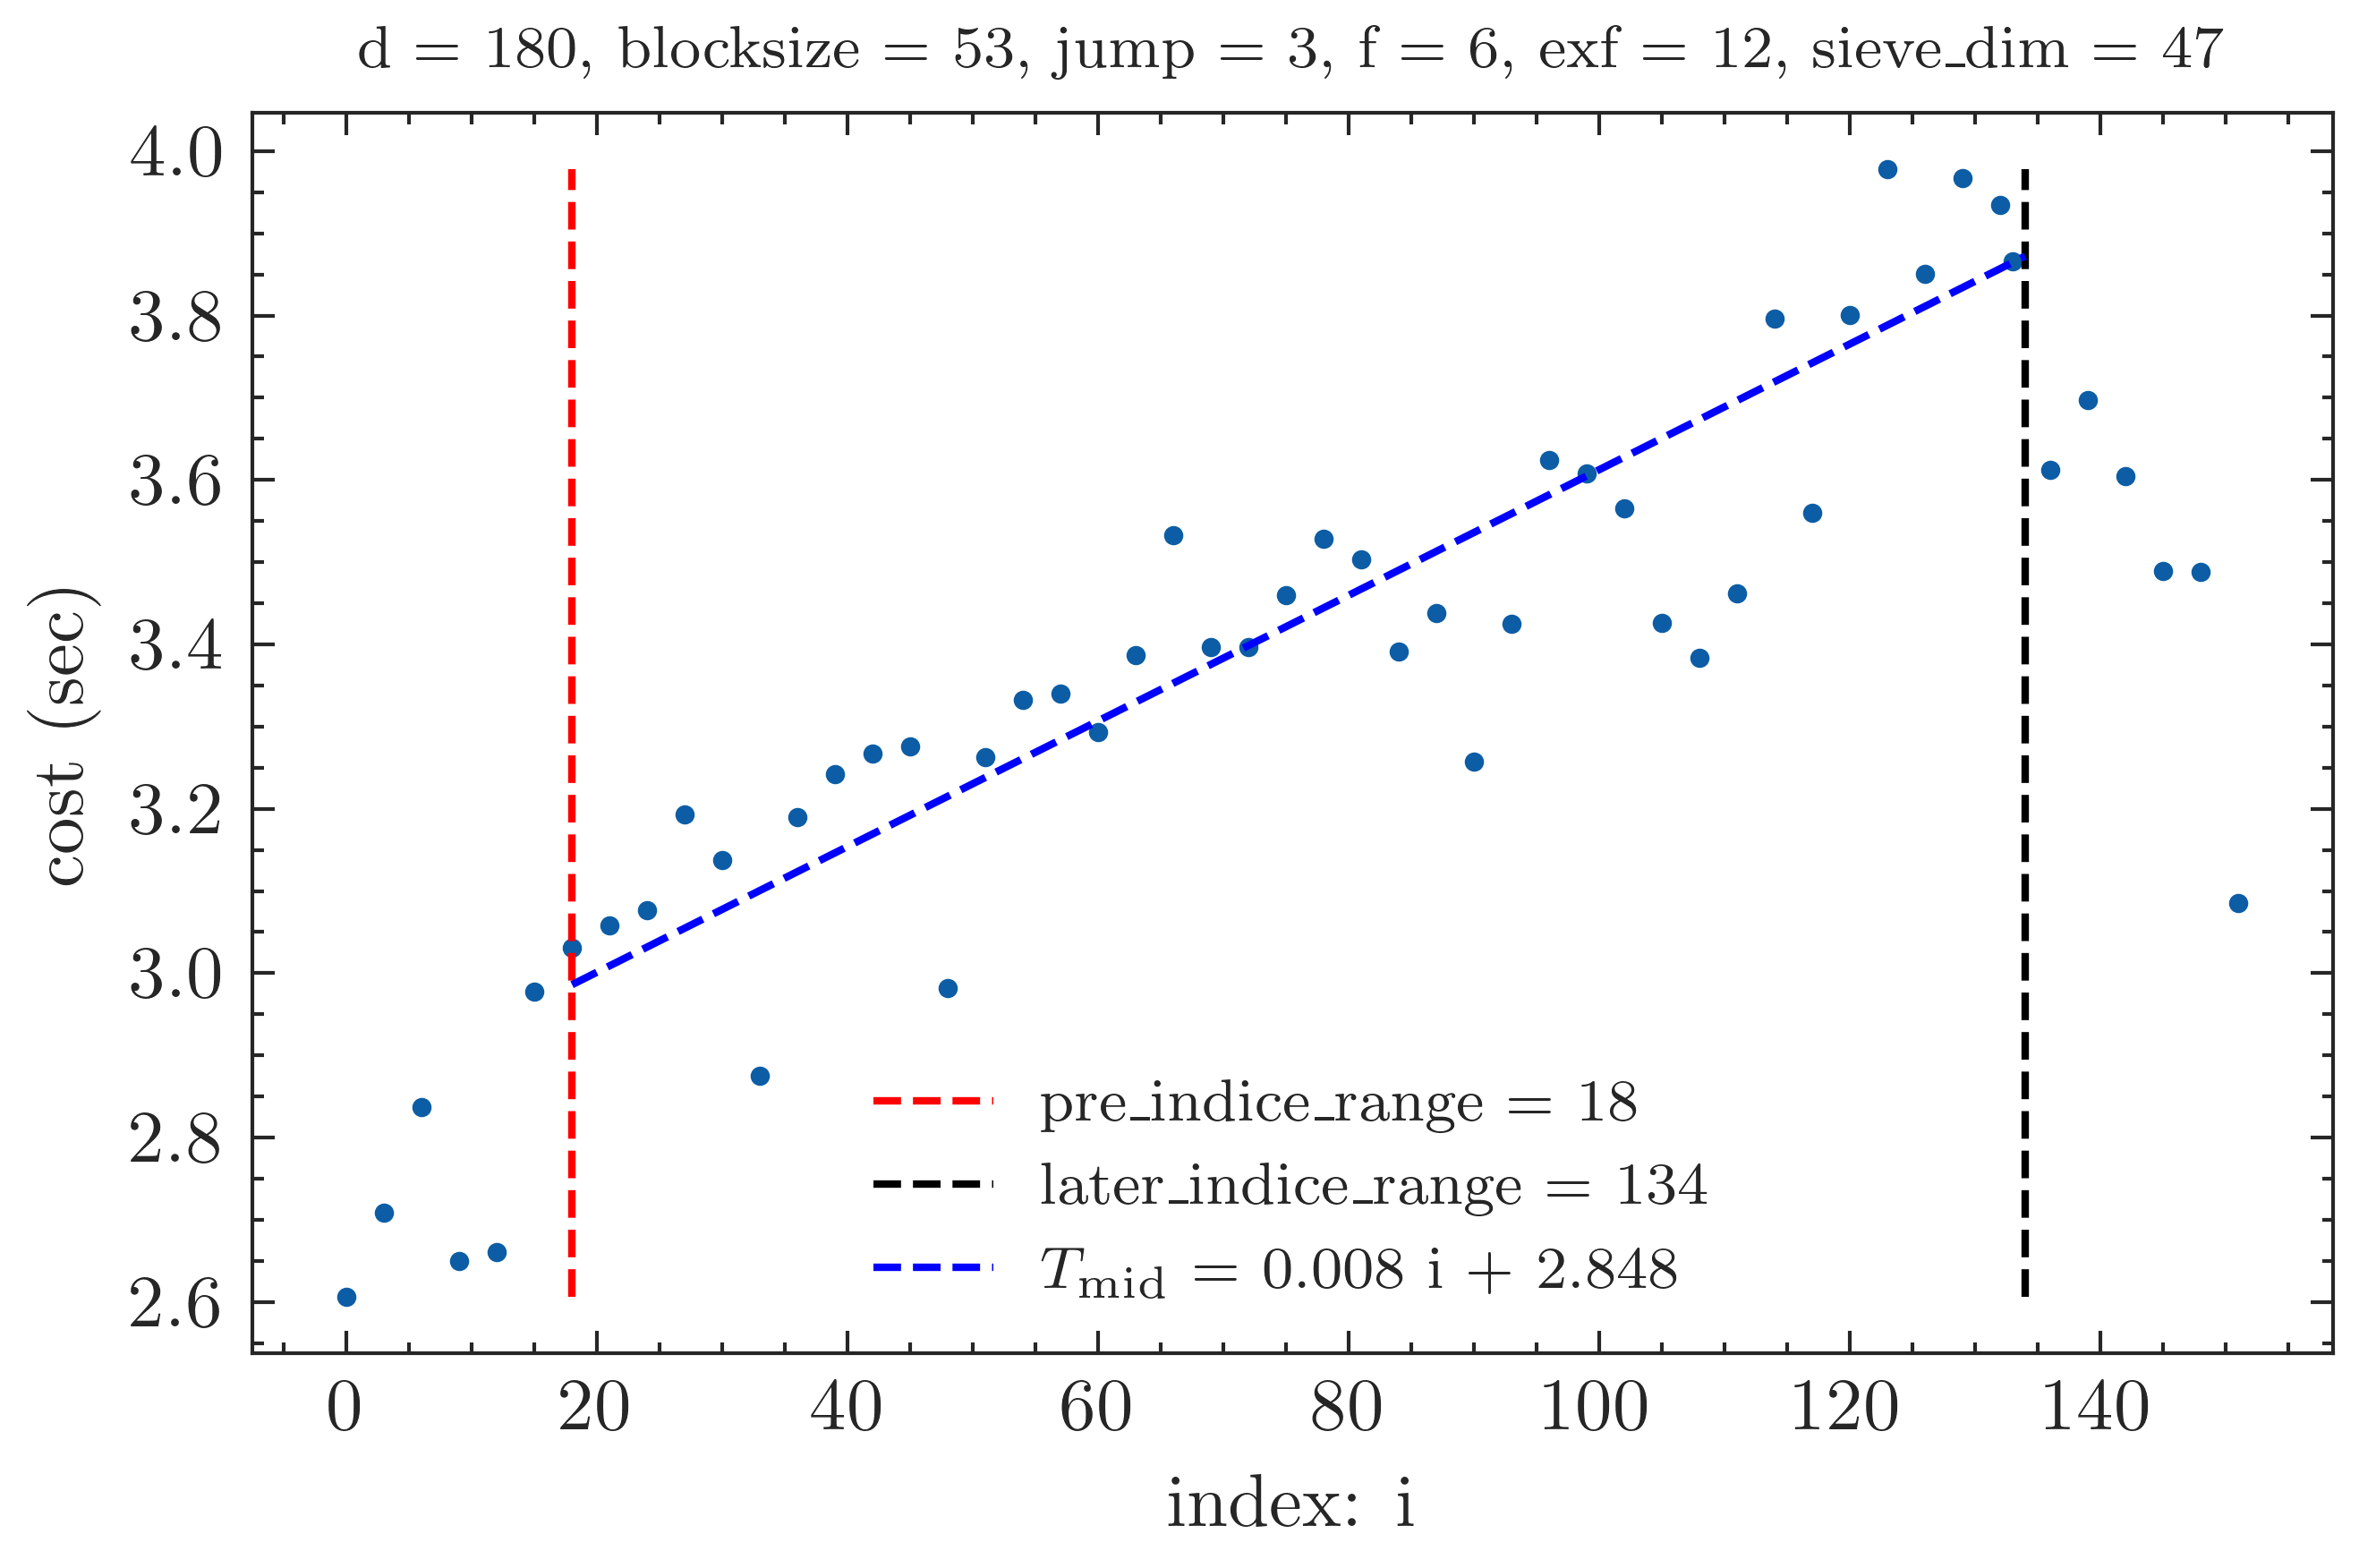 d = 180, blocksize = 53, jump = 3, f = 6, exf = 12, sieve_dim = 47
4.0
3.8
3.6
3.4
3.2
3.0
2.8
2.6
cost (sec)
pre_indice_range = 18
later_indice_range = 134
T_mid = 0.008 i + 2.848
0 20 40 60 80 100 120 140
index: i